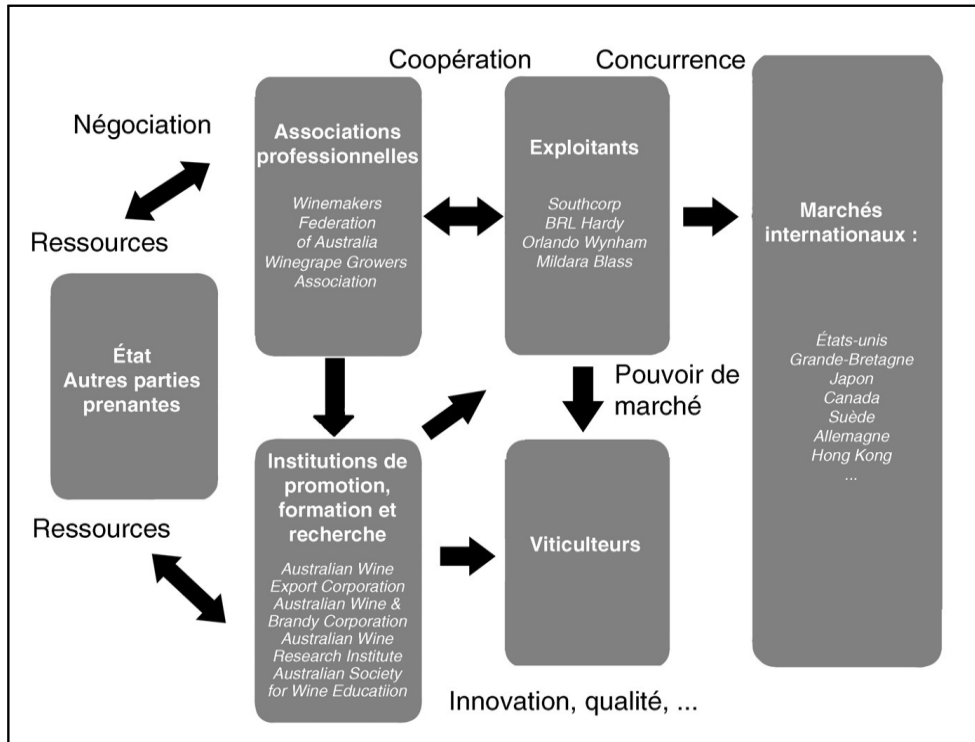 Coopération
Concurrence
Négociation
Ressources
Associations
professionnelles
Winemakers
Federation
of Australia
Winegrape Growers
Association
Exploitants
Southcorp
BRL Hardy
Orlando Wynham
Mildara Blass
Marchés
internationaux :
États-unis
Grande-Bretagne
Japon
Canada
Suède
Allemagne
Hong Kong
...
État
Autres parties
prenantes
Pouvoir de
marché
Ressources
Institutions de
promotion,
formation et
recherche
Australian Wine
Export Corporation
Australian Wine &
Brandy Corporation
Australian Wine
Research Institute
Australian Society
for Wine Educatiion
Viticulteurs
Innovation, qualité, ...